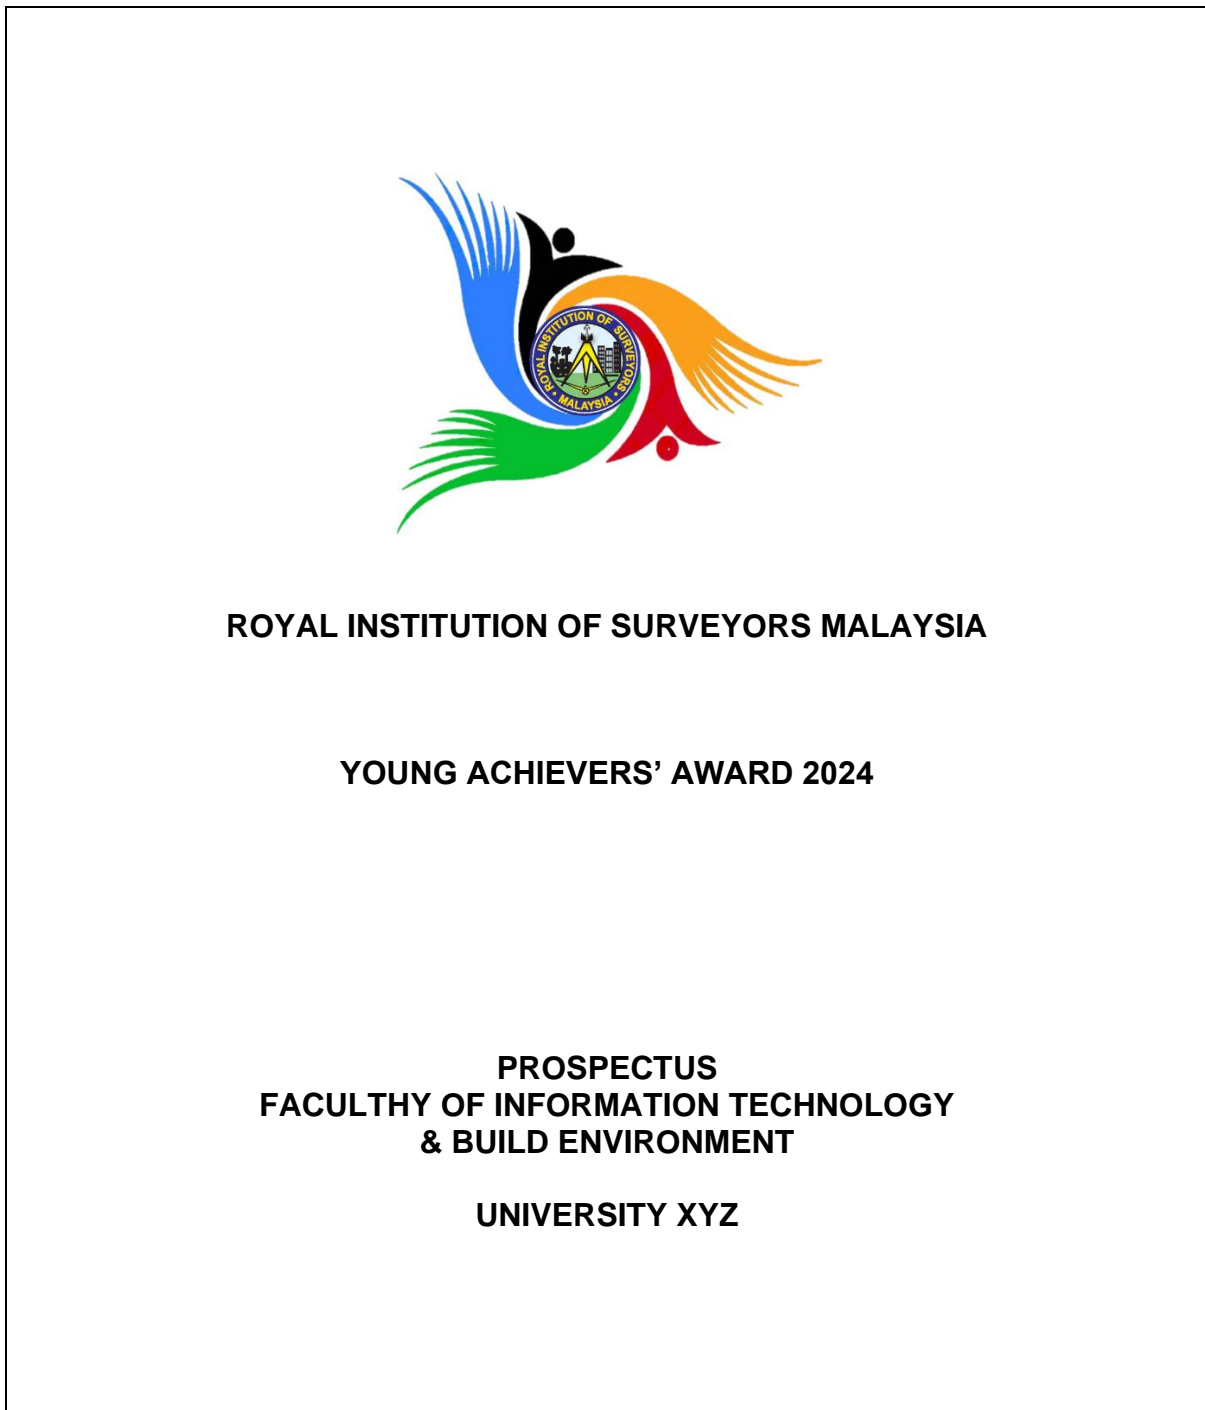 ROYAL INSTITUTION OF SURVEYORS
• MALAYSIA •
ROYAL INSTITUTION OF SURVEYORS MALAYSIA
YOUNG ACHIEVERS’ AWARD 2024
PROSPECTUS
FACULTHY OF INFORMATION TECHNOLOGY
& BUILD ENVIRONMENT
UNIVERSITY XYZ